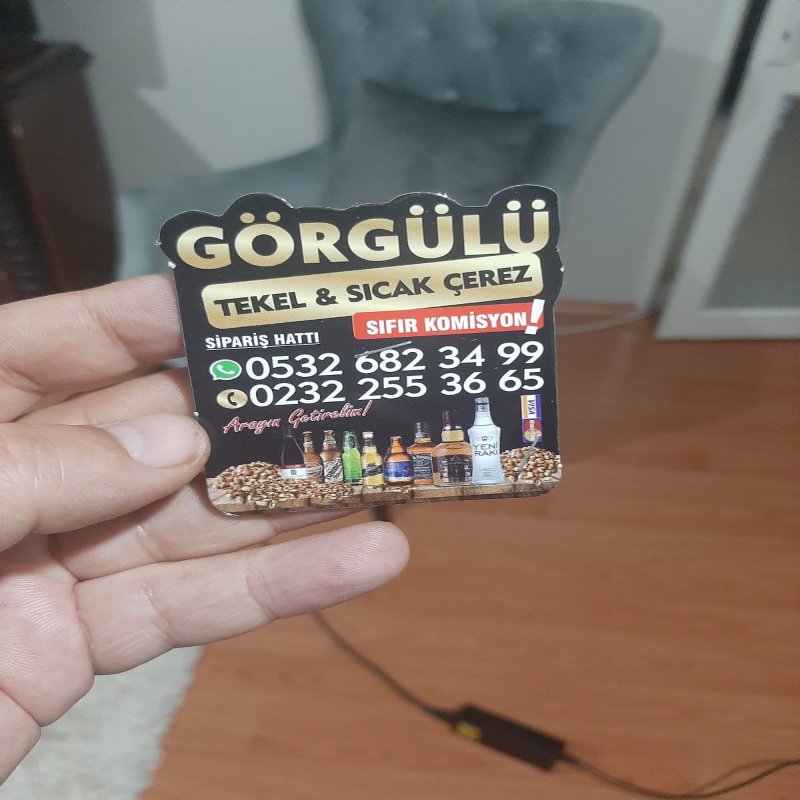 GÖRGÜLÜ
TEKEL & SICAK ÇEREZ
SIFIR KOMİSYON!
SİPARİŞ HATTI
0532 682 34 99
0232 255 36 65
Arayın Getirelim!
VISA
YENİ
RAKI